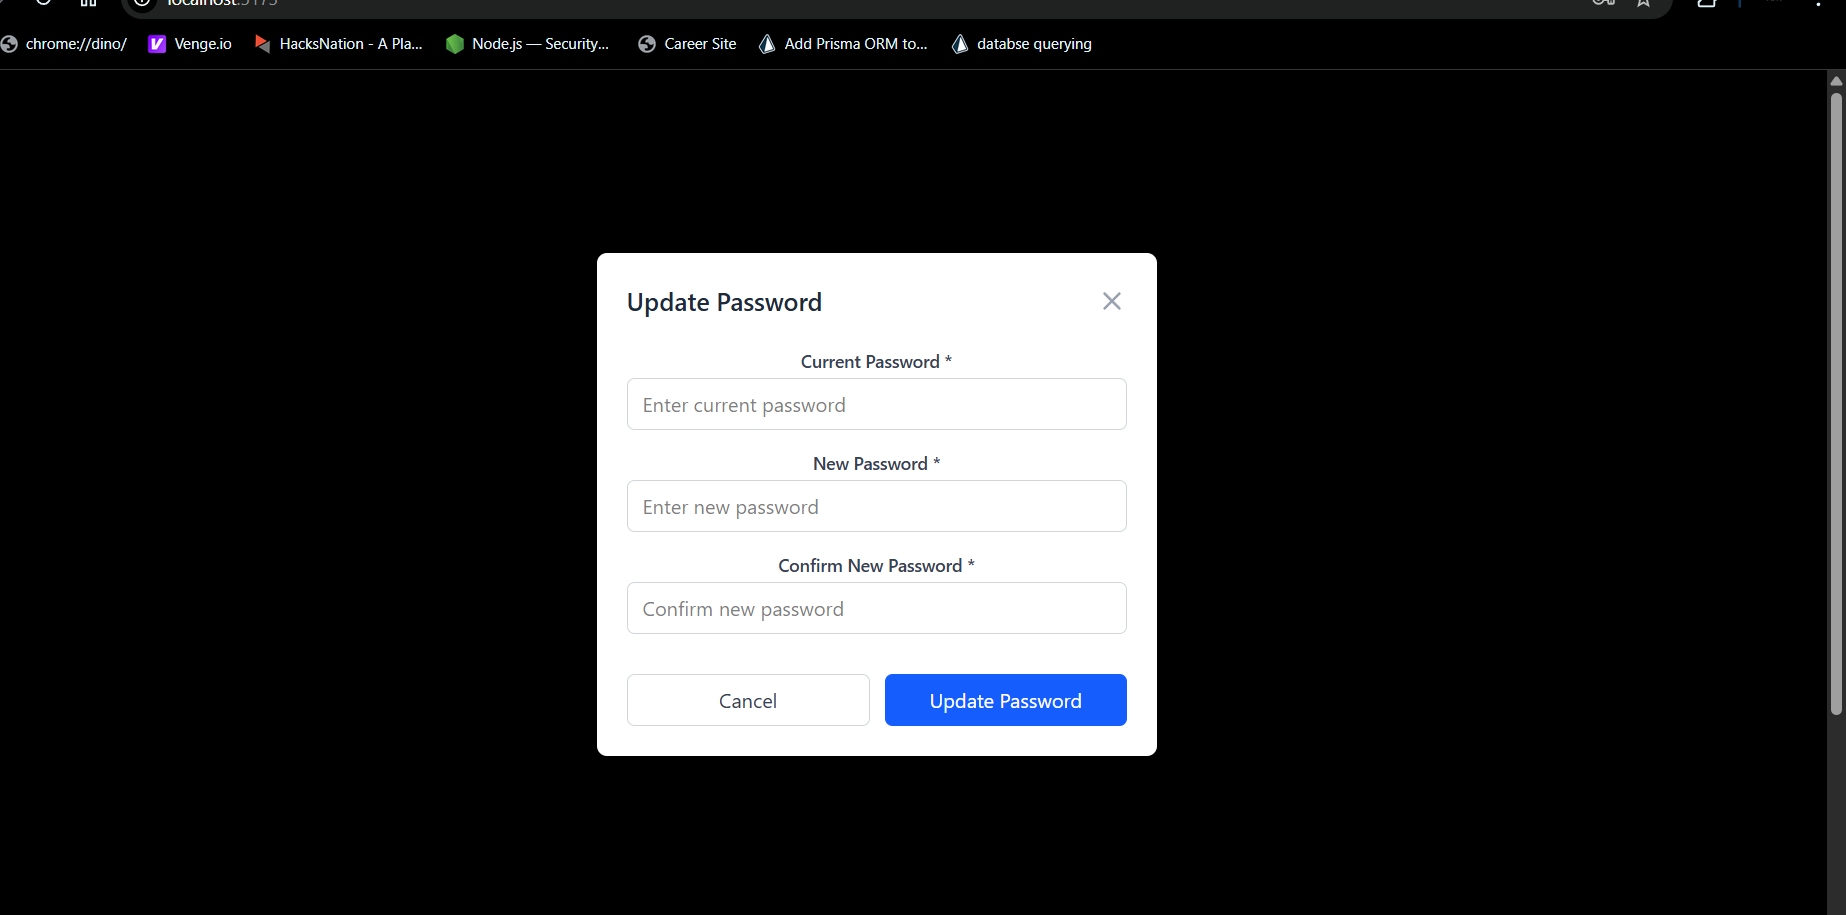 chrome://dino/
Venge.io
HacksNation - A Pla...
Node.js — Security...
Career Site
Add Prisma ORM to...
databse querying
Update Password
Current Password *
Enter current password
New Password *
Enter new password
Confirm New Password *
Confirm new password
Cancel
Update Password